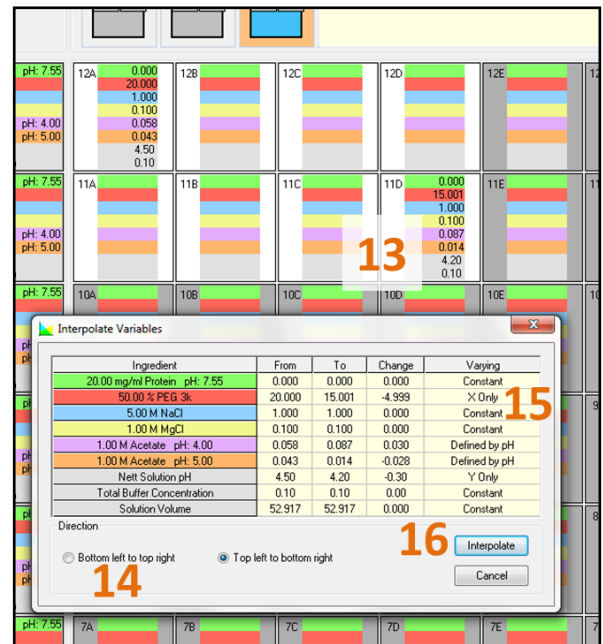 pH: 7.55
12A 0.000 12B 12C 12D 12E 12
20.000
1.000
0.100
pH: 4.00 0.058
pH: 5.00 0.043
4.50
0.10
pH: 7.55 11A 11B 11C 11D 0.000 11E 11
15.001
1.000
0.100
pH: 4.00 0.087
pH: 5.00 0.014
13
4.20
0.10
pH: 7.55 10A 10B 10C 10D 10E 10
Interpolate Variables
Ingredient From To Change Varying
20.00 mg/ml Protein pH: 7.55 0.000 0.000 0.000 Constant
50.00 % PEG 3k 20.000 15.001 -4.999 X Only
5.00 M NaCl 1.000 1.000 0.000 Constant
15
1.00 M MgCl 0.100 0.100 0.000 Constant
1.00 M Acetate pH: 4.00 0.058 0.087 0.030 Defined by pH
1.00 M Acetate pH: 5.00 0.043 0.014 -0.028 Defined by pH
Nett Solution pH 4.50 4.20 -0.30 Y Only
Total Buffer Concentration 0.10 0.10 0.00 Constant
Solution Volume 52.917 52.917 0.000 Constant
Direction
16
Interpolate
Bottom left to top right Top left to bottom right
14
Cancel
pH: 7.55 7A 7B 7C 7D 7E 7